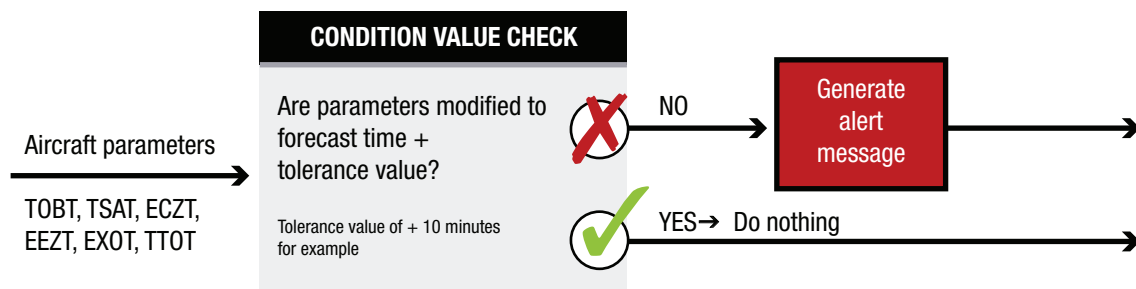 CONDITION VALUE CHECK
Aircraft parameters
TOBT, TSAT, ECZT,
EEZT, EXOT, TTOT
Are parameters modified to
forecast time +
tolerance value?
Tolerance value of + 10 minutes
for example
NO
Generate
alert
message
YES→ Do nothing